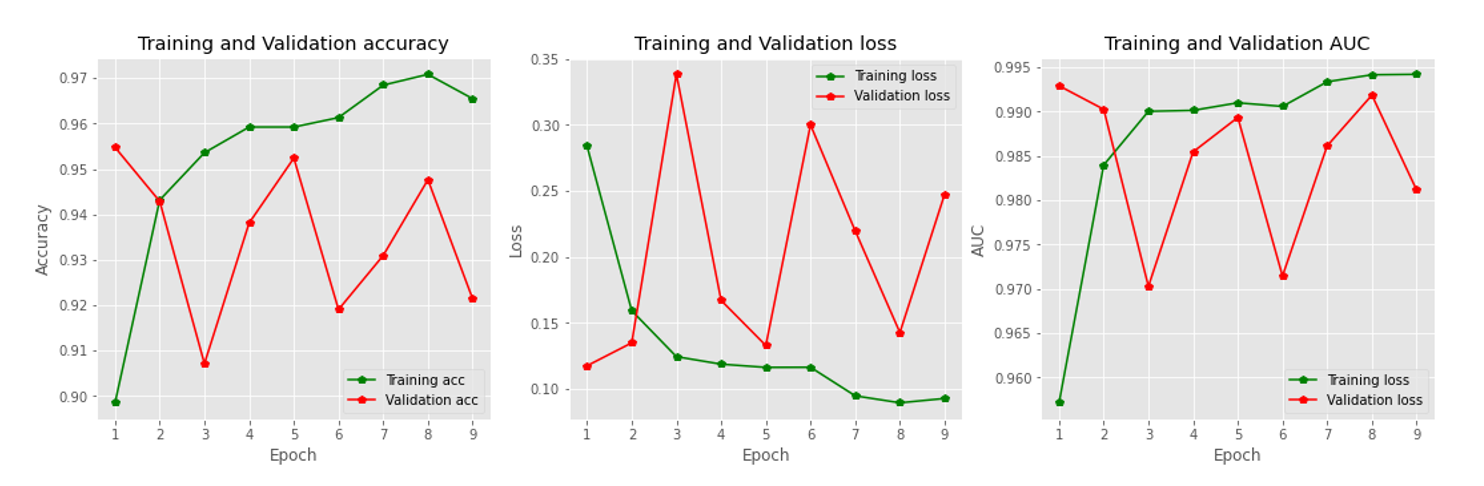 Training and Validation accuracy
0.97
0.96
0.95
0.94
0.93
0.92
0.91
0.90
Accuracy
Training acc
Validation acc
1 2 3 4 5 6 7 8 9
Epoch
Training and Validation loss
0.35
0.30
0.25
0.20
0.15
0.10
Loss
Training loss
Validation loss
1 2 3 4 5 6 7 8 9
Epoch
Training and Validation AUC
0.995
0.990
0.985
0.980
0.975
0.970
0.965
0.960
AUC
Training loss
Validation loss
1 2 3 4 5 6 7 8 9
Epoch